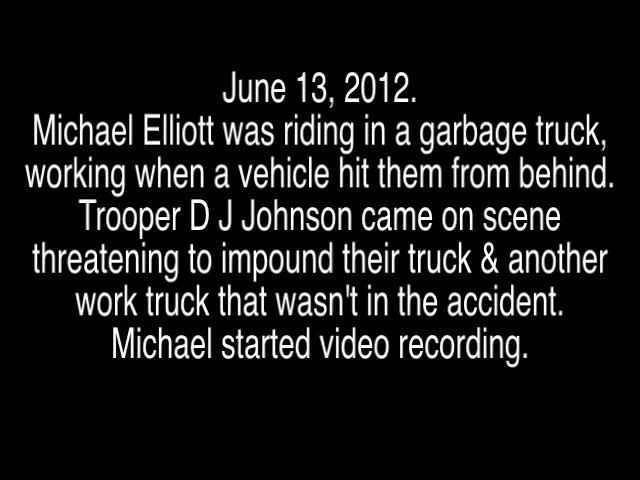 June 13, 2012.
Michael Elliott was riding in a garbage truck,
working when a vehicle hit them from behind.
Trooper D J Johnson came on scene
threatening to impound their truck & another
work truck that wasn't in the accident.
Michael started video recording.